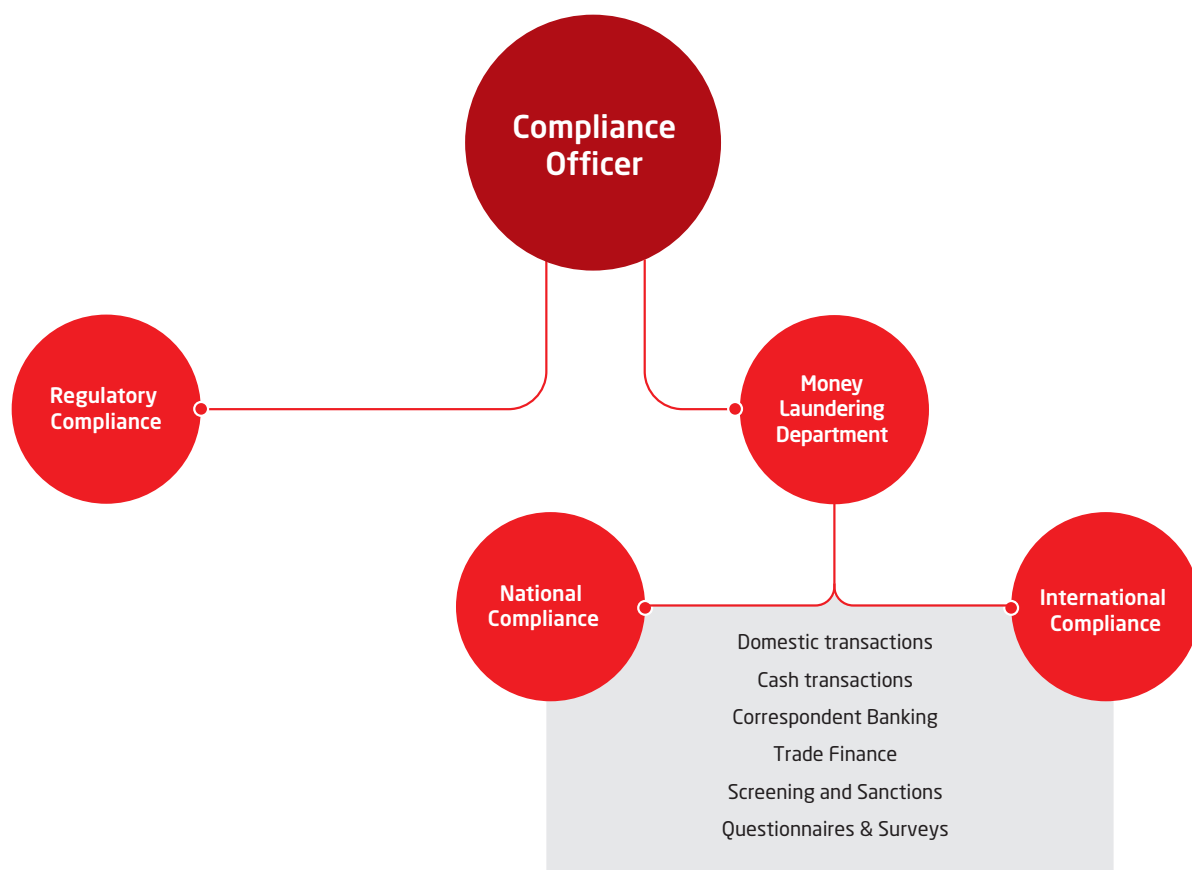 Compliance
Officer
Regulatory
Compliance
Money
Laundering
Department
National
Compliance
International
Compliance
Domestic transactions
Cash transactions
Correspondent Banking
Trade Finance
Screening and Sanctions
Questionnaires & Surveys